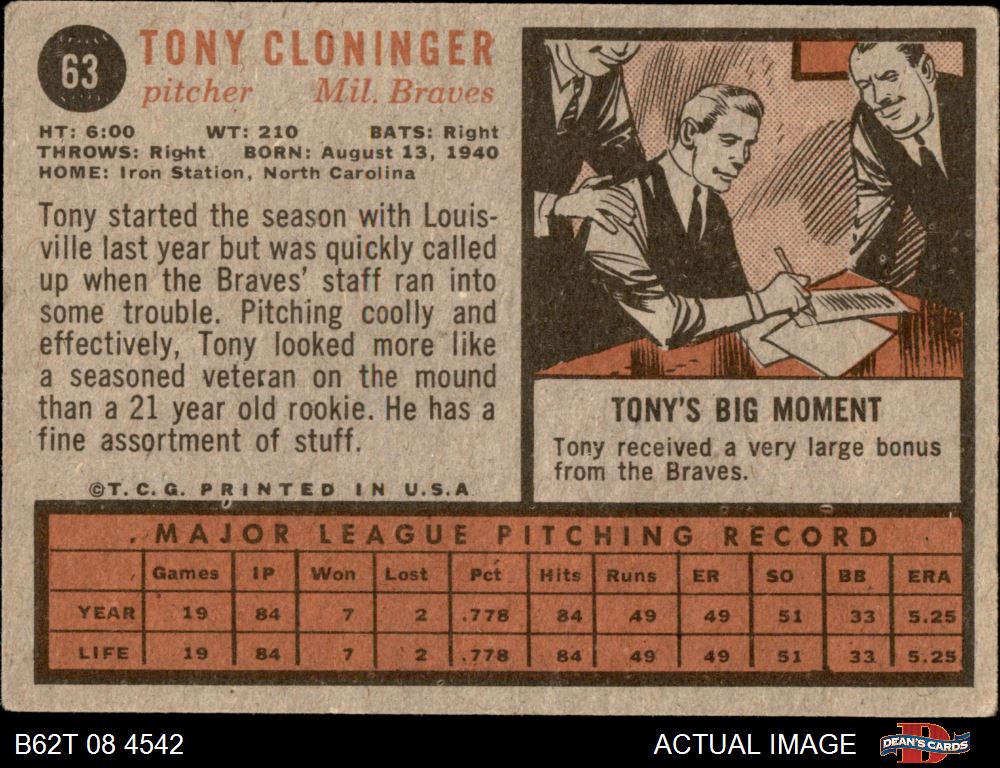 63
TONY CLONINGER
pitcher Mil. Braves
HT: 6:00 WT: 210 BATS: Right
THROWS: Right BORN: August 13, 1940
HOME: Iron Station, North Carolina
Tony started the season with Louis-
ville last year but was quickly called
up when the Braves' staff ran into
some trouble. Pitching coolly and
effectively, Tony looked more like
a seasoned veteran on the mound
than a 21 year old rookie. He has a
fine assortment of stuff.
©T.C.G. PRINTED IN U.S.A
TONY'S BIG MOMENT
Tony received a very large bonus
from the Braves.
MAJOR LEAGUE PITCHING RECORD
Games IP Won Lost Pct Hits Runs ER SO BB ERA
YEAR 19 84 7 2 .778 84 49 49 51 33 5.25
LIFE 19 84 7 2 .778 84 49 49 51 33 5.25
B62T 08 4542
ACTUAL IMAGE
DEAN'S CARDS